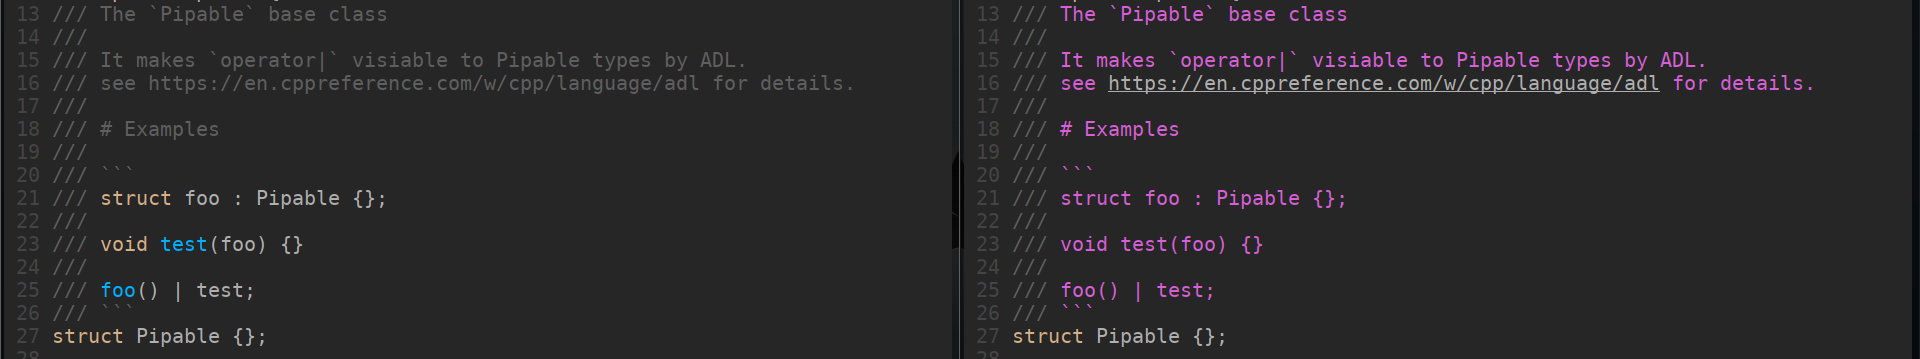 13 /// The `Pipable` base class
14 ///
15 /// It makes `operator|` visiable to Pipable types by ADL.
16 /// see https://en.cppreference.com/w/cpp/language/adl for details.
17 ///
18 /// # Examples
19 ///
20 /// ```
21 /// struct foo : Pipable {};
22 ///
23 /// void test(foo) {}
24 ///
25 /// foo() | test;
26 /// ```
27 struct Pipable {};
28
13 /// The `Pipable` base class
14 ///
15 /// It makes `operator|` visiable to Pipable types by ADL.
16 /// see https://en.cppreference.com/w/cpp/language/adl for details.
17 ///
18 /// # Examples
19 ///
20 /// ```
21 /// struct foo : Pipable {};
22 ///
23 /// void test(foo) {}
24 ///
25 /// foo() | test;
26 /// ```
27 struct Pipable {};
28